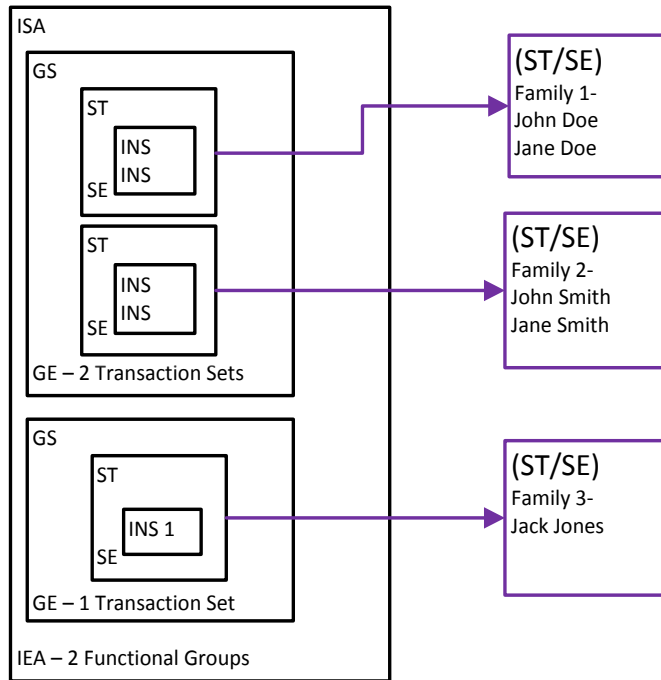 ISA
GS
ST
INS
INS
SE
ST
INS
INS
SE
GE – 2 Transaction Sets
GS
ST
INS 1
SE
GE – 1 Transaction Set
IEA – 2 Functional Groups
(ST/SE)
Family 1-
John Doe
Jane Doe
(ST/SE)
Family 2-
John Smith
Jane Smith
(ST/SE)
Family 3-
Jack Jones